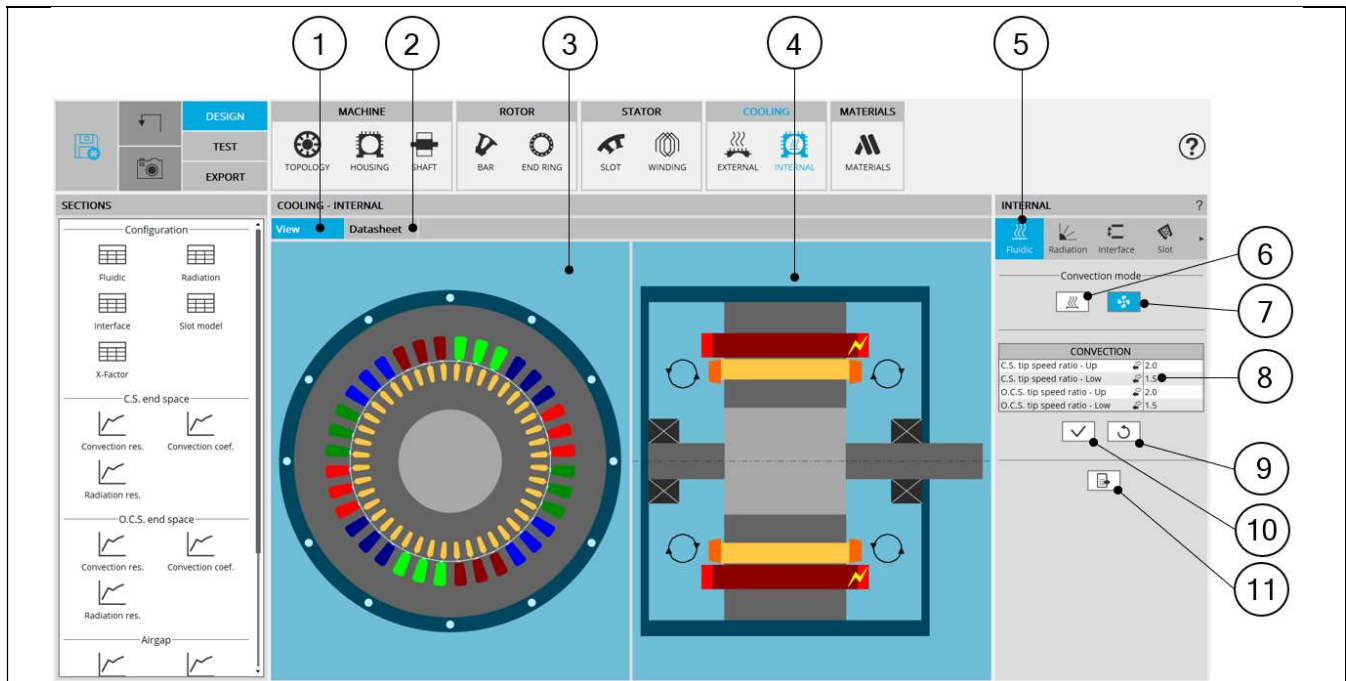 1 2 3 4 5
DESIGN MACHINE ROTOR STATOR COOLING MATERIALS
TEST
EXPORT TOPOLOGY HOUSING SHAFT BAR END RING SLOT WINDING EXTERNAL INTERNAL MATERIALS
?
SECTIONS COOLING - INTERNAL INTERNAL ?
View Datasheet
Configuration
Fluidic Radiation
Interface Slot model
X-Factor
C.S. end space
Convection res. Convection coef.
Radiation res.
O.C.S. end space
Convection res. Convection coef.
Radiation res.
Airgap
Fluidic Radiation Interface Slot
Convection mode
CONVECTION
C.S. tip speed ratio - Up 2.0
C.S. tip speed ratio - Low 1.5
O.C.S. tip speed ratio - Up 2.0
O.C.S. tip speed ratio - Low 1.5
6
7
8
9
10
11